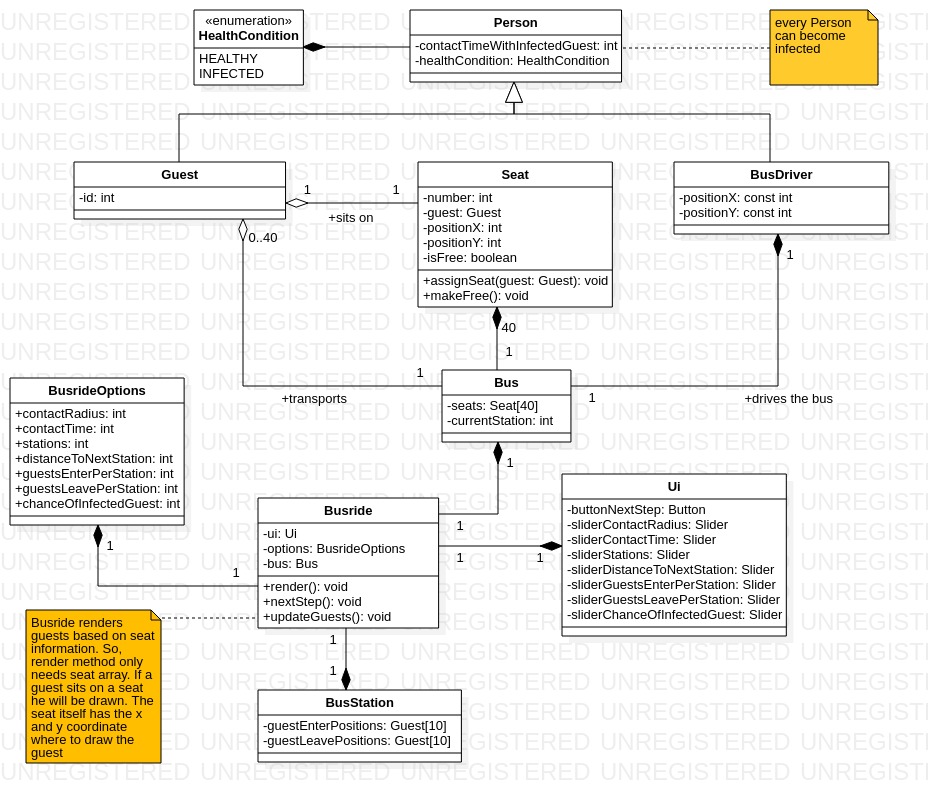 «enumeration»
HealthCondition
HEALTHY
INFECTED
Person
-contactTimeWithInfectedGuest: int
-healthCondition: HealthCondition
every Person
can become
infected
Guest
-id: int
1
1
+sits on
0..40
Seat
-number: int
-guest: Guest
-positionX: int
-positionY: int
-isFree: boolean
+assignSeat(guest: Guest): void
+makeFree(): void
BusDriver
-positionX: const int
-positionY: const int
1
40
1
1
+transports
Bus
-seats: Seat[40]
-currentStation: int
1
+drives the bus
1
BusrideOptions
+contactRadius: int
+contactTime: int
+stations: int
+distanceToNextStation: int
+guestsEnterPerStation: int
+guestsLeavePerStation: int
+chanceOfInfectedGuest: int
1
1
Busride
-ui: Ui
-options: BusrideOptions
-bus: Bus
+render(): void
+nextStep(): void
+updateGuests(): void
1
1
1
Ui
-buttonNextStep: Button
-sliderContactRadius: Slider
-sliderContactTime: Slider
-sliderStations: Slider
-sliderDistanceToNextStation: Slider
-sliderGuestsEnterPerStation: Slider
-sliderGuestsLeavePerStation: Slider
-sliderChanceOfInfectedGuest: Slider
Busride renders
guests based on seat
information. So,
render method only
needs seat array. If a
guest sits on a seat
he will be drawn. The
seat itself has the x
and y coordinate
where to draw the
guest
1
1
BusStation
-guestEnterPositions: Guest[10]
-guestLeavePositions: Guest[10]
UNREGISTERED